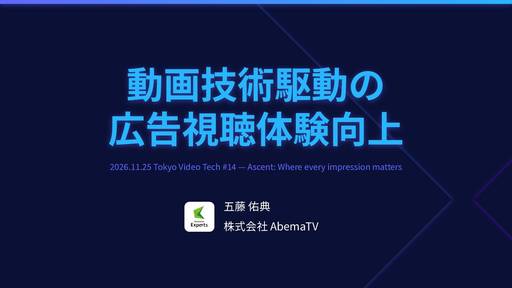 動画技術駆動の
広告視聴体験向上
2026.11.25 Tokyo Video Tech #14 — Ascent: Where every impression matters
五藤 佑典
株式会社 AbemaTV
Experts